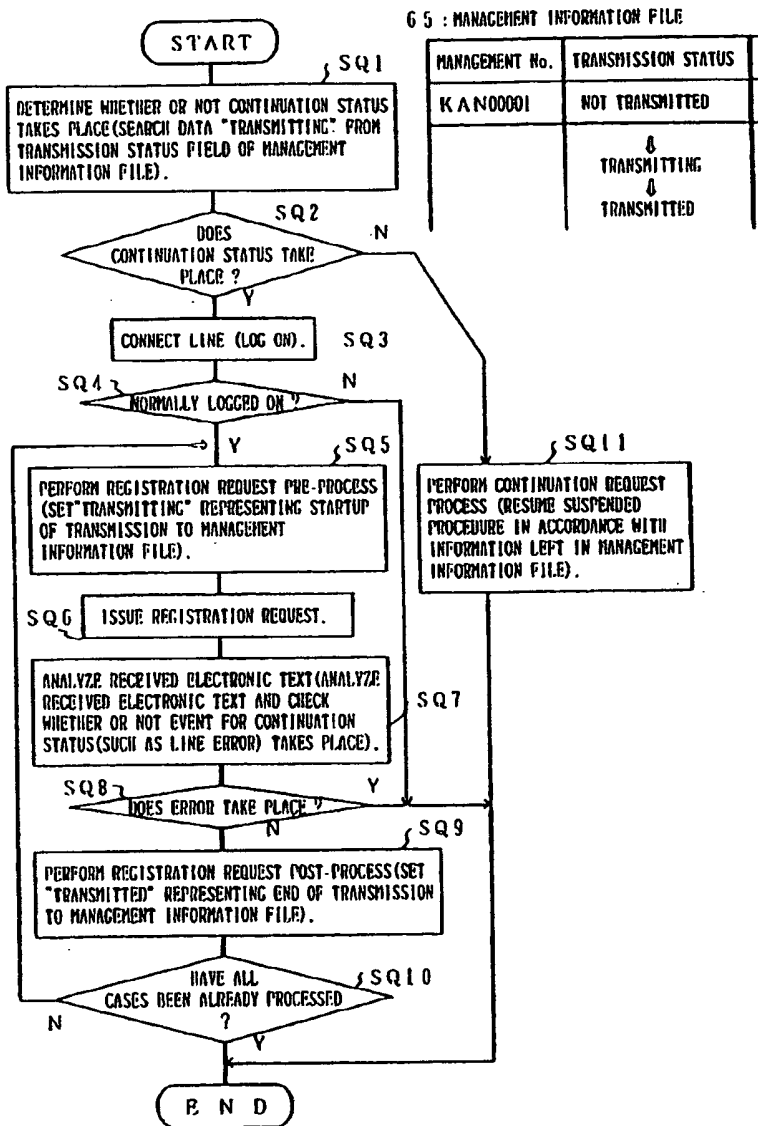 START
SQ1
DETERMINE WHETHER OR NOT CONTINUATION STATUS
TAKES PLACE(SEARCH DATA "TRANSMITTING" FROM
TRANSMISSION STATUS FIELD OF MANAGEMENT
INFORMATION FILE).
65 : MANAGEMENT INFORMATION FILE
MANAGEMENT No. TRANSMISSION STATUS
KAN00001 NOT TRANSMITTED
⇩
TRANSMITTING
⇩
TRANSMITTED
SQ2
DOES
CONTINUATION STATUS TAKE
PLACE ?
N
Y
CONNECT LINE (LOG ON).
SQ3
SQ4
NORMALLY LOGGED ON ?
N
Y
SQ5
PERFORM REGISTRATION REQUEST PRE-PROCESS
(SET"TRANSMITTING" REPRESENTING STARTUP
OF TRANSMISSION TO MANAGEMENT
INFORMATION FILE).
SQ11
PERFORM CONTINUATION REQUEST
PROCESS (RESUME SUSPENDED
PROCEDURE IN ACCORDANCE WITH
INFORMATION LEFT IN MANAGEMENT
INFORMATION FILE).
SQ6
ISSUE REGISTRATION REQUEST.
ANALYZE RECEIVED ELECTRONIC TEXT(ANALYZE
RECEIVED ELECTRONIC TEXT AND CHECK
WHETHER OR NOT EVENT FOR CONTINUATION
STATUS(SUCH AS LINE ERROR) TAKES PLACE).
SQ7
SQ8
DOES ERROR TAKE PLACE ?
Y
N
SQ9
PERFORM REGISTRATION REQUEST POST-PROCESS(SET
"TRANSMITTED" REPRESENTING END OF TRANSMISSION
TO MANAGEMENT INFORMATION FILE).
HAVE ALL
CASES BEEN ALREADY PROCESSED
?
SQ10
N
Y
END